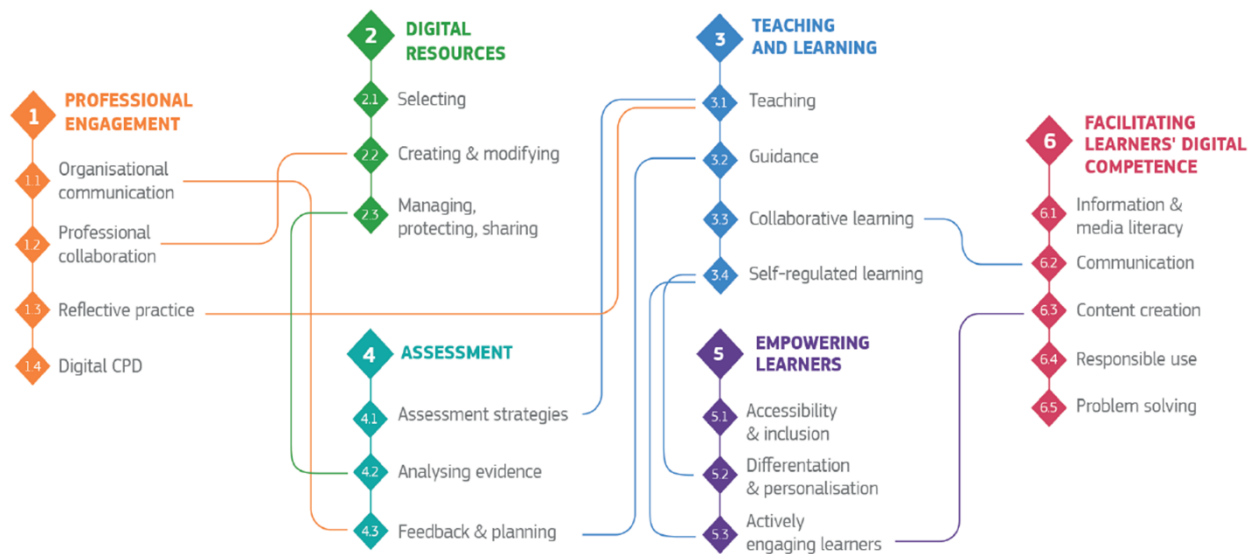 1
PROFESSIONAL
ENGAGEMENT
1.1
Organisational
communication
1.2
Professional
collaboration
1.3
Reflective practice
1.4
Digital CPD
2
DIGITAL
RESOURCES
2.1
Selecting
2.2
Creating & modifying
2.3
Managing,
protecting, sharing
3
TEACHING
AND LEARNING
3.1
Teaching
3.2
Guidance
3.3
Collaborative learning
3.4
Self-regulated learning
4
ASSESSMENT
4.1
Assessment strategies
4.2
Analysing evidence
4.3
Feedback & planning
5
EMPOWERING
LEARNERS
5.1
Accessibility
& inclusion
5.2
Differentation
& personalisation
5.3
Actively
engaging learners
6
FACILITATING
LEARNERS' DIGITAL
COMPETENCE
6.1
Information &
media literacy
6.2
Communication
6.3
Content creation
6.4
Responsible use
6.5
Problem solving